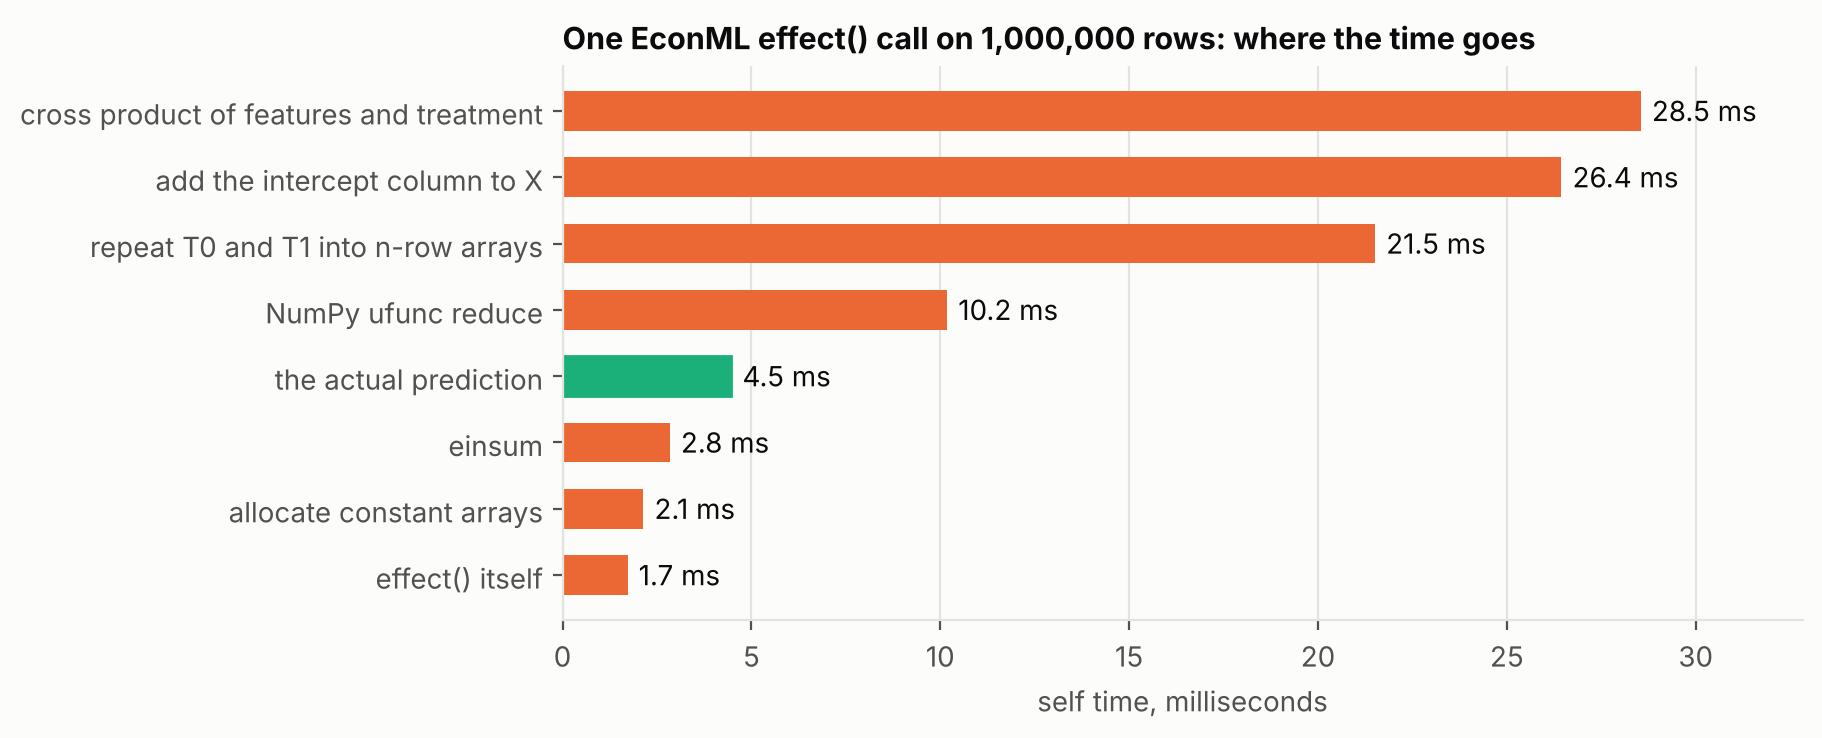 One EconML effect() call on 1,000,000 rows: where the time goes
cross product of features and treatment 28.5 ms
add the intercept column to X 26.4 ms
repeat T0 and T1 into n-row arrays 21.5 ms
NumPy ufunc reduce 10.2 ms
the actual prediction 4.5 ms
einsum 2.8 ms
allocate constant arrays 2.1 ms
effect() itself 1.7 ms
0 5 10 15 20 25 30
self time, milliseconds